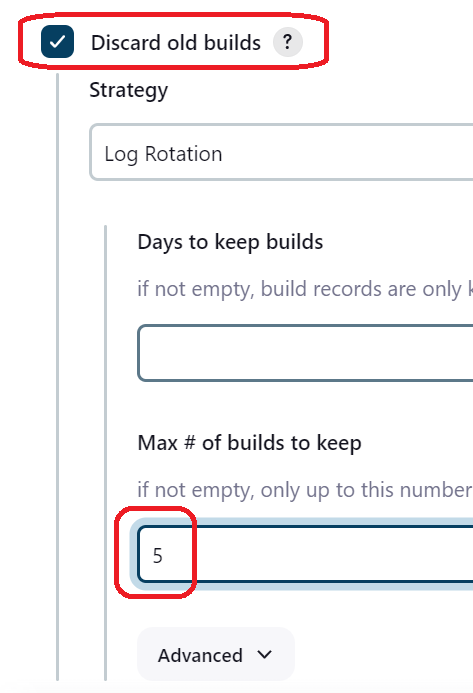 Discard old builds ?
Strategy
Log Rotation
Days to keep builds
if not empty, build records are only
Max # of builds to keep
if not empty, only up to this number
5
Advanced